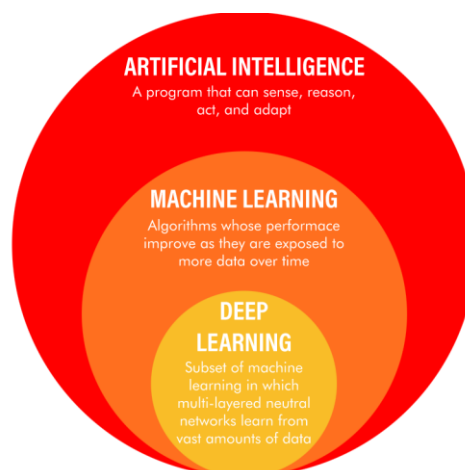 ARTIFICIAL INTELLIGENCE
A program that can sense, reason,
act, and adapt
MACHINE LEARNING
Algorithms whose performace
improve as they are exposed to
more data over time
DEEP
LEARNING
Subset of machine
learning in which
multi-layered neutral
networks learn from
vast amounts of data